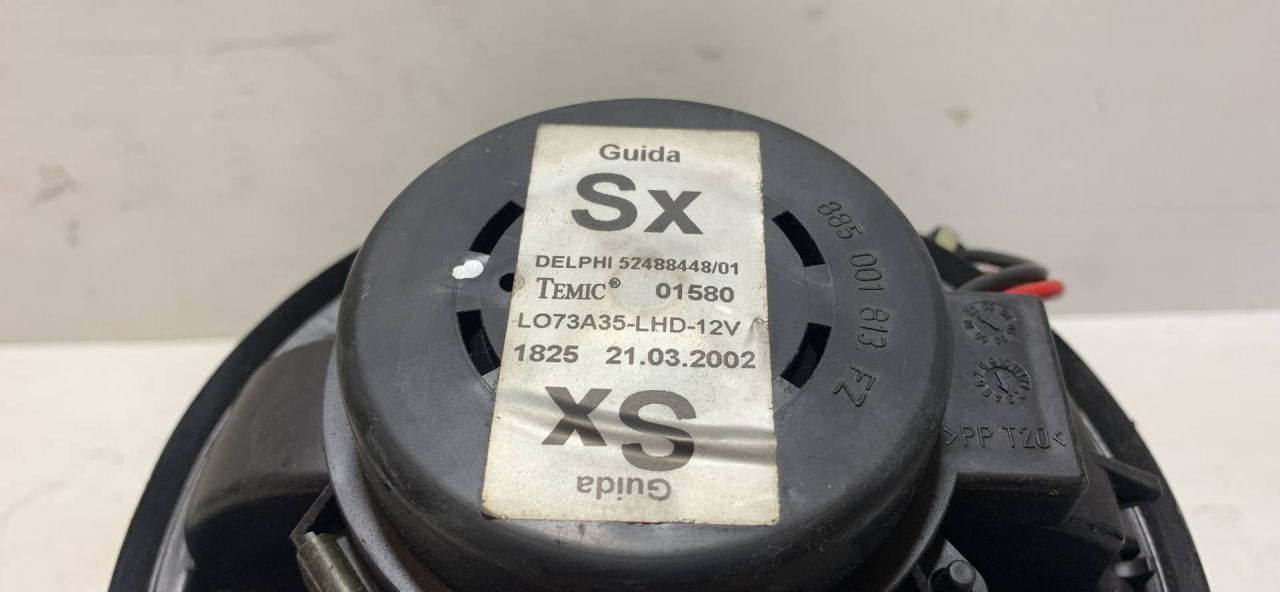 Guida
Sx
DELPHI 52488448/01
TEMIC® 01580
LO73A35-LHD-12V
1825 21.03.2002
Sx
Guida
885 001 813 FZ
>PP T20<